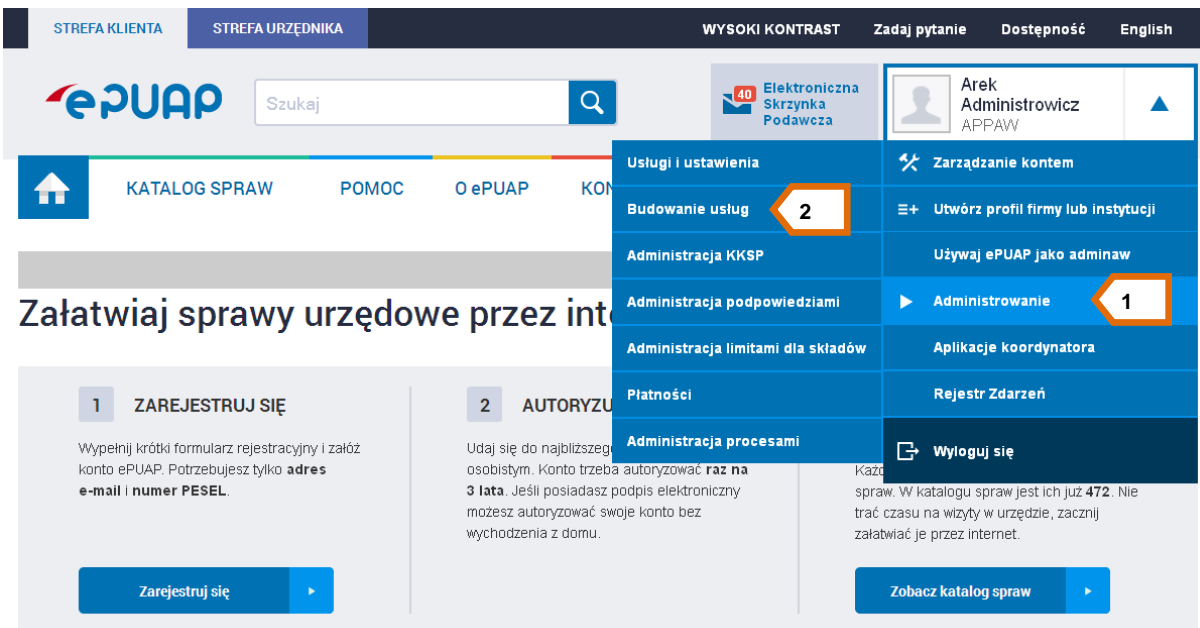 STREFA KLIENTA
STREFA URZĘDNIKA
WYSOKI KONTRAST
Zadaj pytanie
Dostępność
English
ePUAP
Szukaj
40
Elektroniczna
Skrzynka
Podawcza
Arek
Administrowicz
APPAW
KATALOG SPRAW
POMOC
O ePUAP
KON
Usługi i ustawienia
Budowanie usług
2
Administracja KKSP
Administracja podpowiedziami
Administracja limitami dla składów
Płatności
Administracja procesami
Zarządzanie kontem
Utwórz profil firmy lub instytucji
Używaj ePUAP jako adminaw
Administrowanie
1
Aplikacje koordynatora
Rejestr Zdarzeń
Wyloguj się
Załatwiaj sprawy urzędowe przez inte
1 ZAREJESTRUJ SIĘ
Wypełnij krótki formularz rejestracyjny i załóż
konto ePUAP. Potrzebujesz tylko adres
e-mail i numer PESEL.
Zarejestruj się
2 AUTORYZU
Udaj się do najbliższego
osobistym. Konto trzeba autoryzować raz na
3 lata. Jeśli posiadasz podpis elektroniczny
możesz autoryzować swoje konto bez
wychodzenia z domu.
Każd
spraw. W katalogu spraw jest ich już 472. Nie
trać czasu na wizyty w urzędzie, zacznij
załatwiać je przez internet.
Zobacz katalog spraw